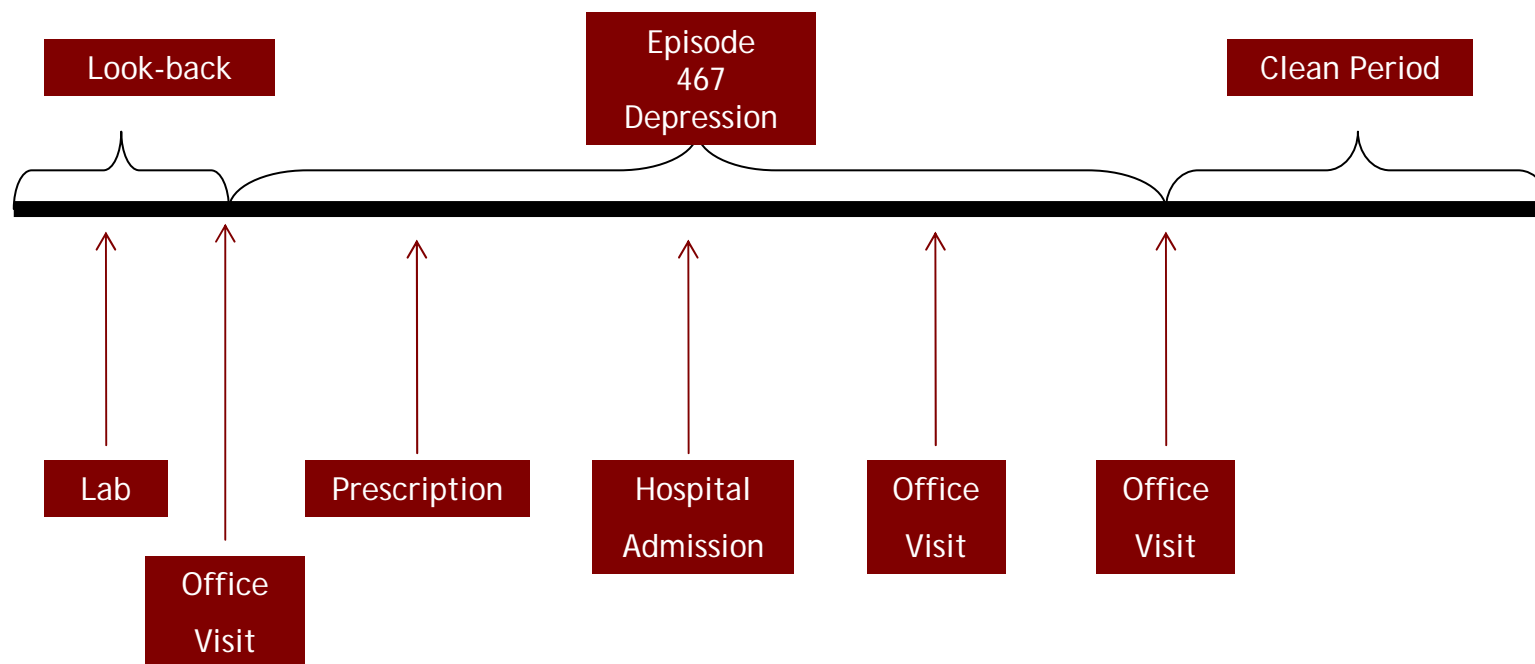 Look-back
Episode
467
Depression
Clean Period
Lab
Office
Visit
Prescription
Hospital
Admission
Office
Visit
Office
Visit